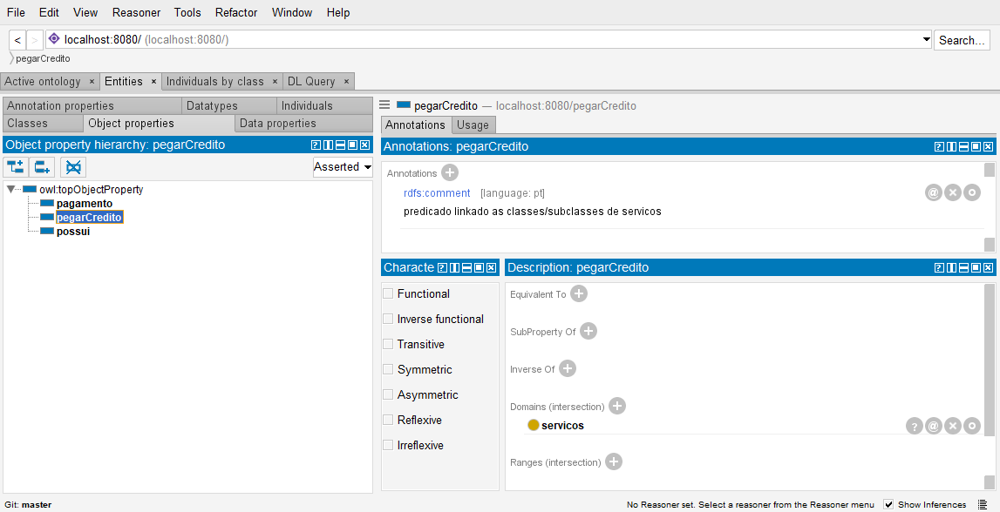 File Edit View Reasoner Tools Refactor Window Help
< > localhost:8080/ (localhost:8080/) Search...
pegarCredito
Active ontology × Entities × Individuals by class × DL Query ×
Annotation properties Datatypes Individuals
Classes Object properties Data properties
Object property hierarchy: pegarCredito
Asserted
owl:topObjectProperty
pagamento
pegarCredito
possui
pegarCredito — localhost:8080/pegarCredito
Annotations Usage
Annotations: pegarCredito
Annotations
rdfs:comment [language: pt]
predicado linkado as classes/subclasses de servicos
Characte
Functional
Inverse functional
Transitive
Symmetric
Asymmetric
Reflexive
Irreflexive
Description: pegarCredito
Equivalent To
SubProperty Of
Inverse Of
Domains (intersection)
servicos
Ranges (intersection)
Git: master
No Reasoner set. Select a reasoner from the Reasoner menu Show Inferences